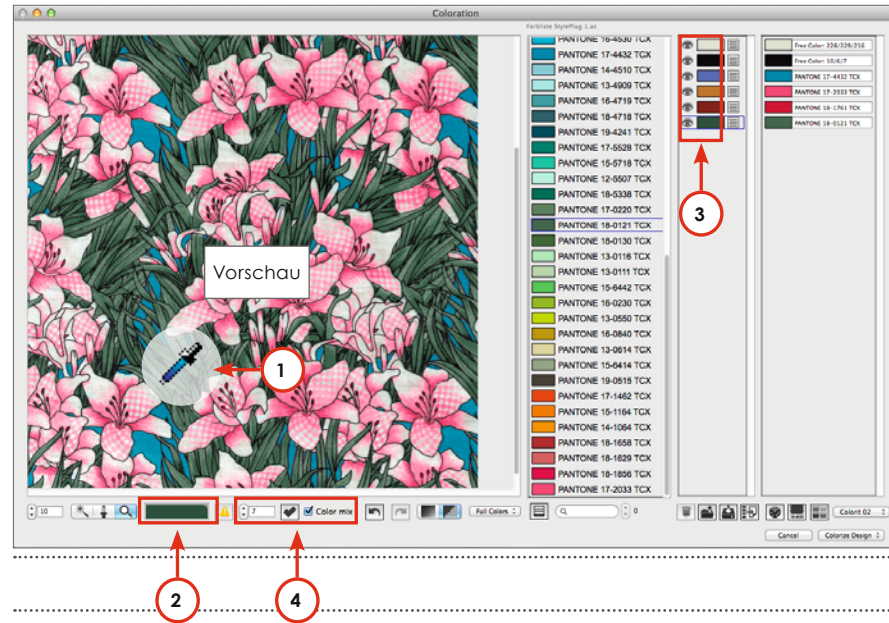 Coloration
Farbliste StylePlug 1.ac
PANTONE 16-4530 TCX
PANTONE 17-4432 TCX
PANTONE 14-4510 TCX
PANTONE 13-4909 TCX
PANTONE 16-4719 TCX
PANTONE 18-4718 TCX
PANTONE 19-4241 TCX
PANTONE 17-5528 TCX
PANTONE 15-5718 TCX
PANTONE 12-5507 TCX
PANTONE 18-5338 TCX
PANTONE 17-0220 TCX
PANTONE 18-0121 TCX
PANTONE 18-0130 TCX
PANTONE 13-0116 TCX
PANTONE 13-0111 TCX
PANTONE 15-6442 TCX
PANTONE 16-0230 TCX
PANTONE 13-0550 TCX
PANTONE 16-0840 TCX
PANTONE 13-0614 TCX
PANTONE 15-6414 TCX
PANTONE 19-0515 TCX
PANTONE 17-1462 TCX
PANTONE 15-1164 TCX
PANTONE 14-1064 TCX
PANTONE 18-1658 TCX
PANTONE 18-1629 TCX
PANTONE 18-1856 TCX
PANTONE 17-2033 TCX
Free Color: 228/229/216
Free Color: 10/6/7
PANTONE 17-4432 TCX
PANTONE 17-2033 TCX
PANTONE 18-1761 TCX
PANTONE 18-0121 TCX
Vorschau
1
3
10
7
Color mix
Full Colors
0
Colorit 02
Cancel
Colorize Design
2
4